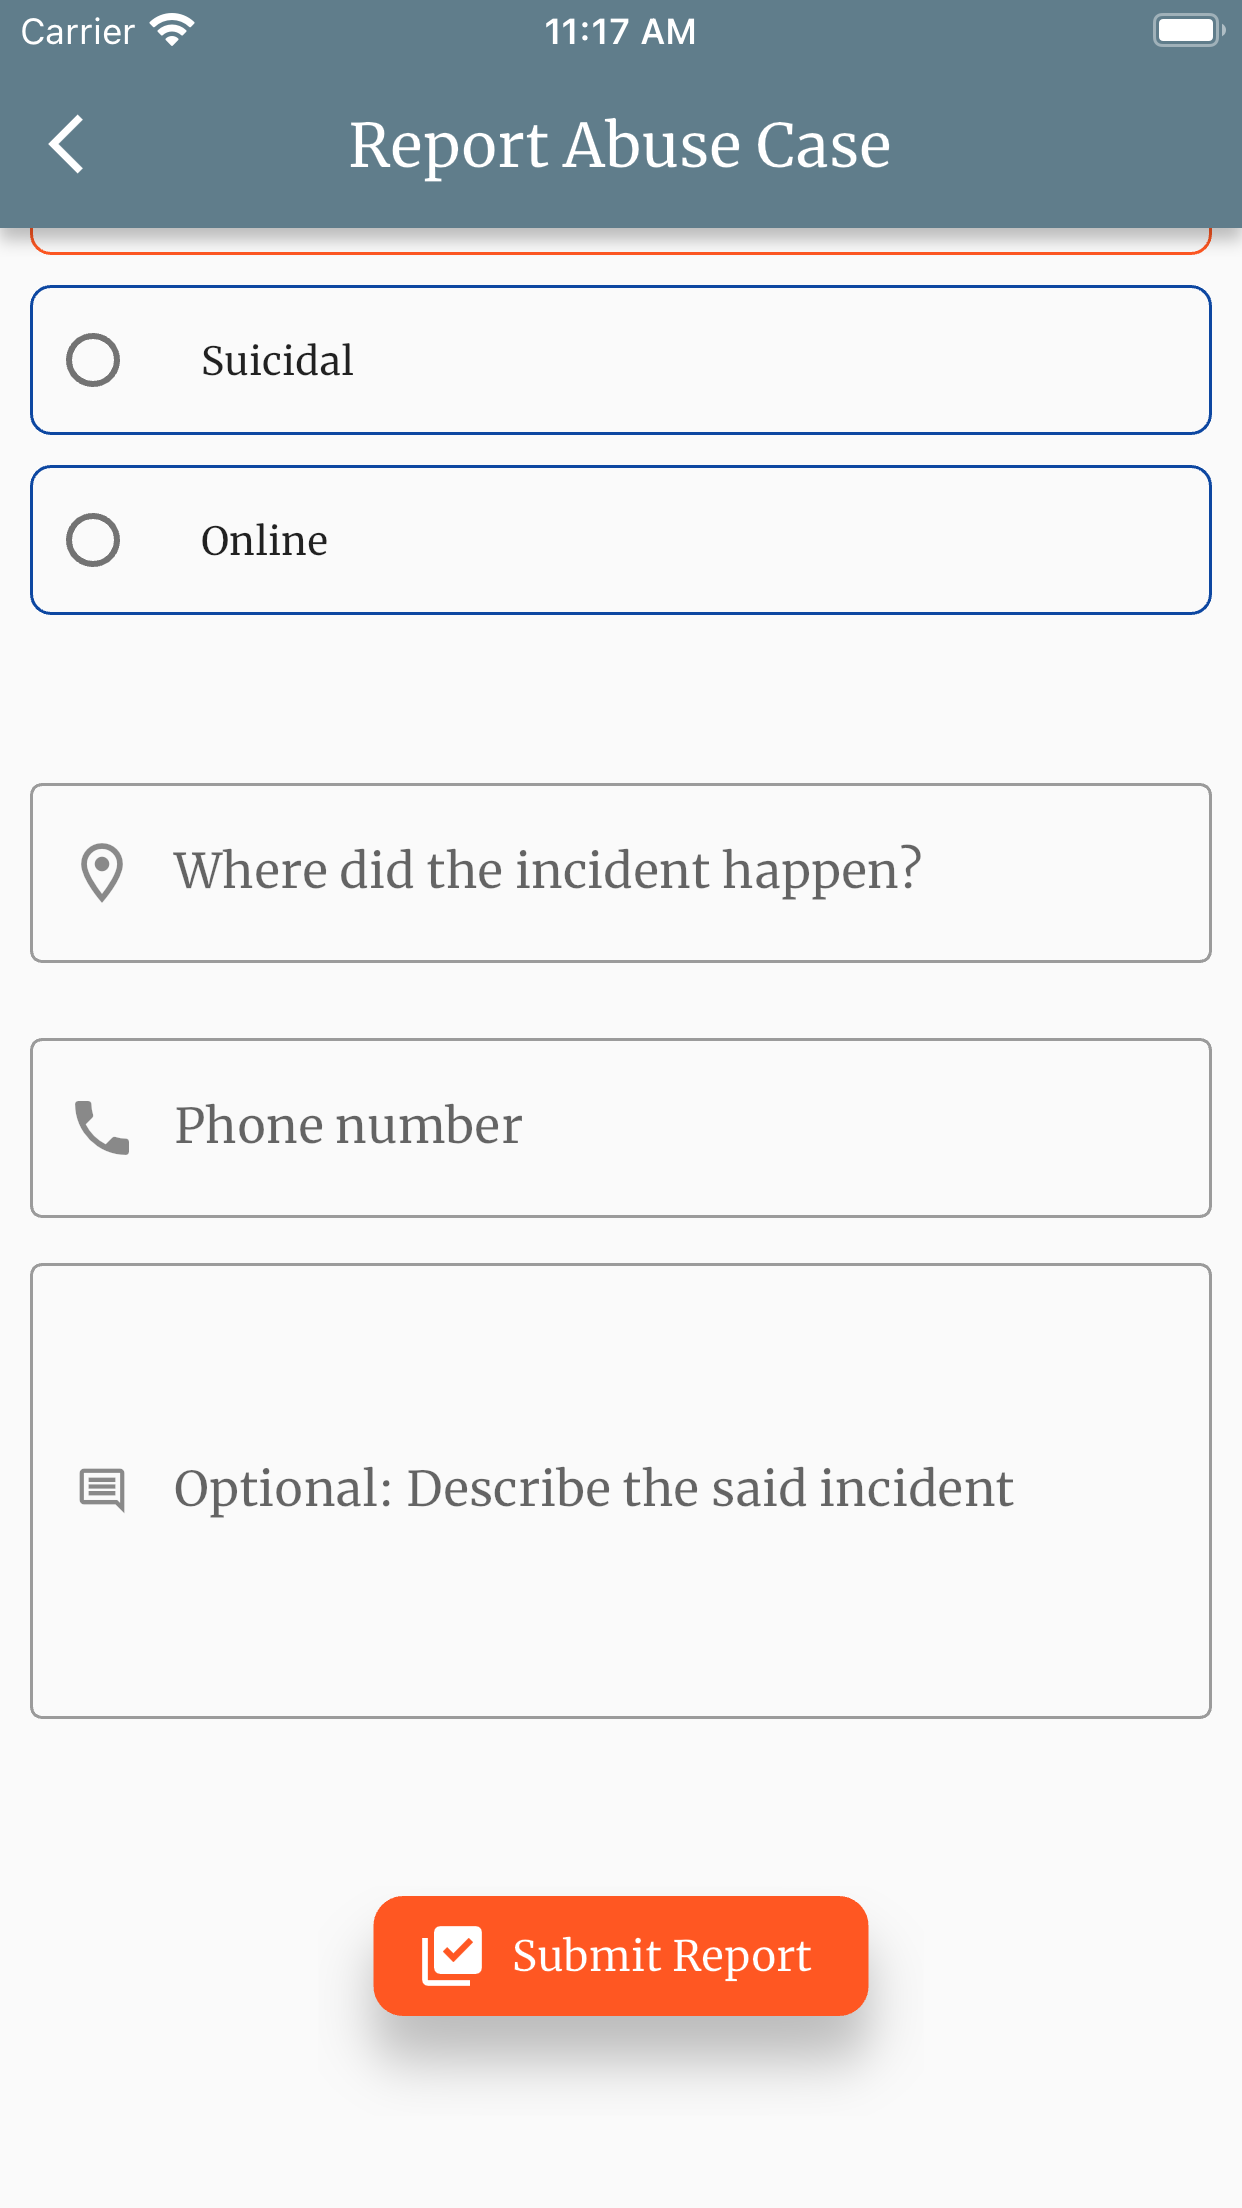 Carrier 11:17 AM
Report Abuse Case
Suicidal
Online
Where did the incident happen?
Phone number
Optional: Describe the said incident
Submit Report